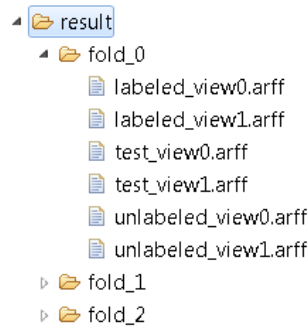 result
fold_0
labeled_view0.arff
labeled_view1.arff
test_view0.arff
test_view1.arff
unlabeled_view0.arff
unlabeled_view1.arff
fold_1
fold_2